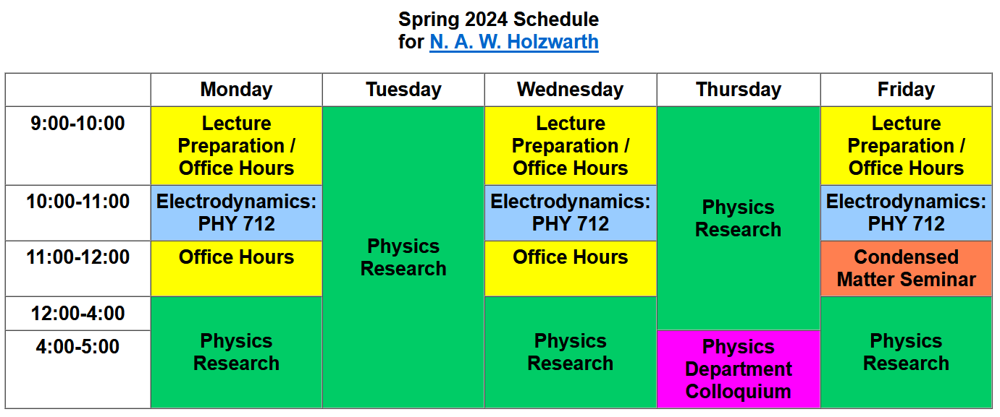 Spring 2024 Schedule
for N. A. W. Holzwarth
Monday Tuesday Wednesday Thursday Friday
9:00-10:00
Lecture
Preparation /
Office Hours
Physics
Research
Lecture
Preparation /
Office Hours
Physics
Research
Lecture
Preparation /
Office Hours
10:00-11:00
Electrodynamics:
PHY 712
Electrodynamics:
PHY 712
Electrodynamics:
PHY 712
11:00-12:00
Office Hours
Office Hours
Condensed
Matter Seminar
12:00-4:00
Physics
Research
Physics
Research
Physics
Research
4:00-5:00
Physics
Department
Colloquium